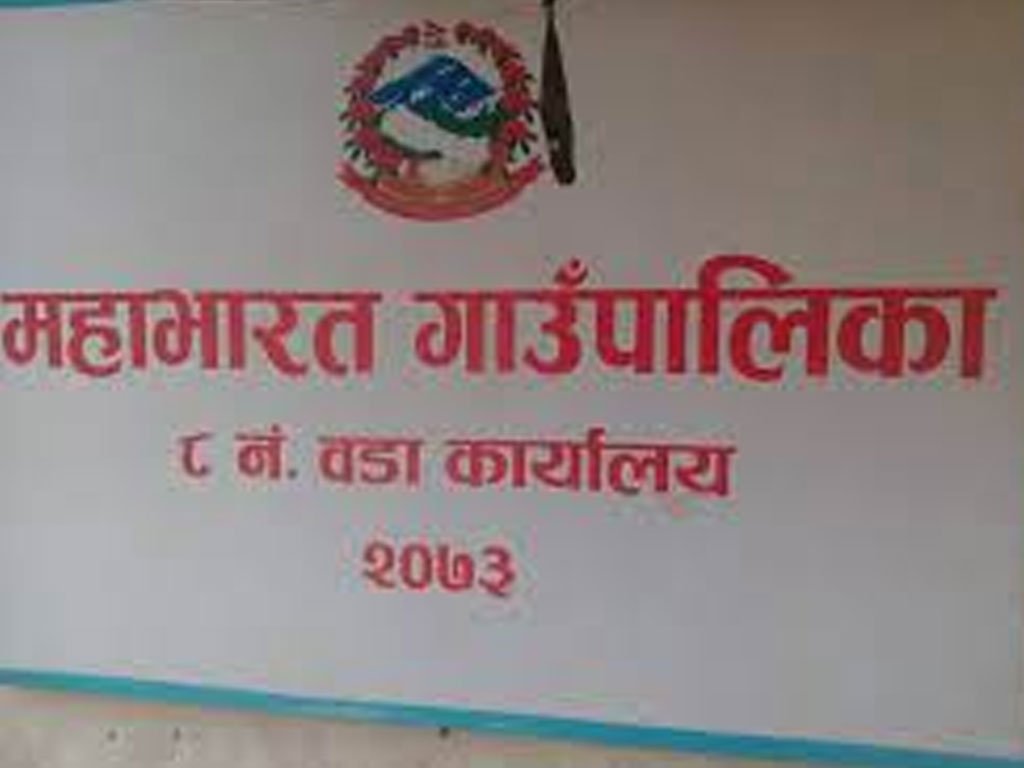 महाभारत गाउँपालिका
८ नं. वडा कार्यालय
२०७३